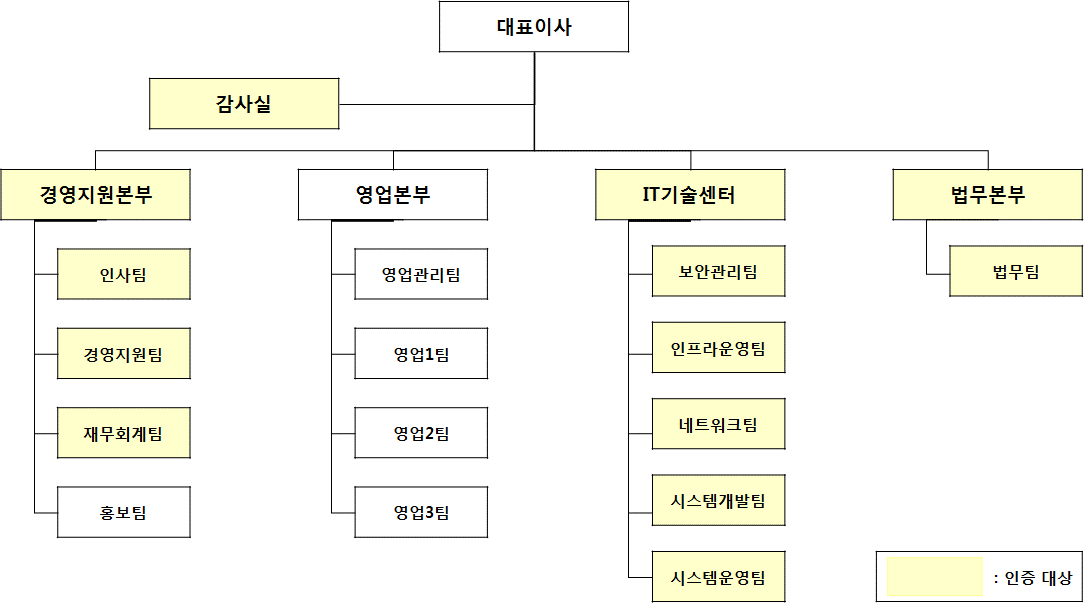 대표이사
감사실
경영지원본부
영업본부
IT기술센터
법무본부
인사팀
영업관리팀
보안관리팀
법무팀
경영지원팀
영업1팀
인프라운영팀
재무회계팀
영업2팀
네트워크팀
홍보팀
영업3팀
시스템개발팀
시스템운영팀
: 인증 대상